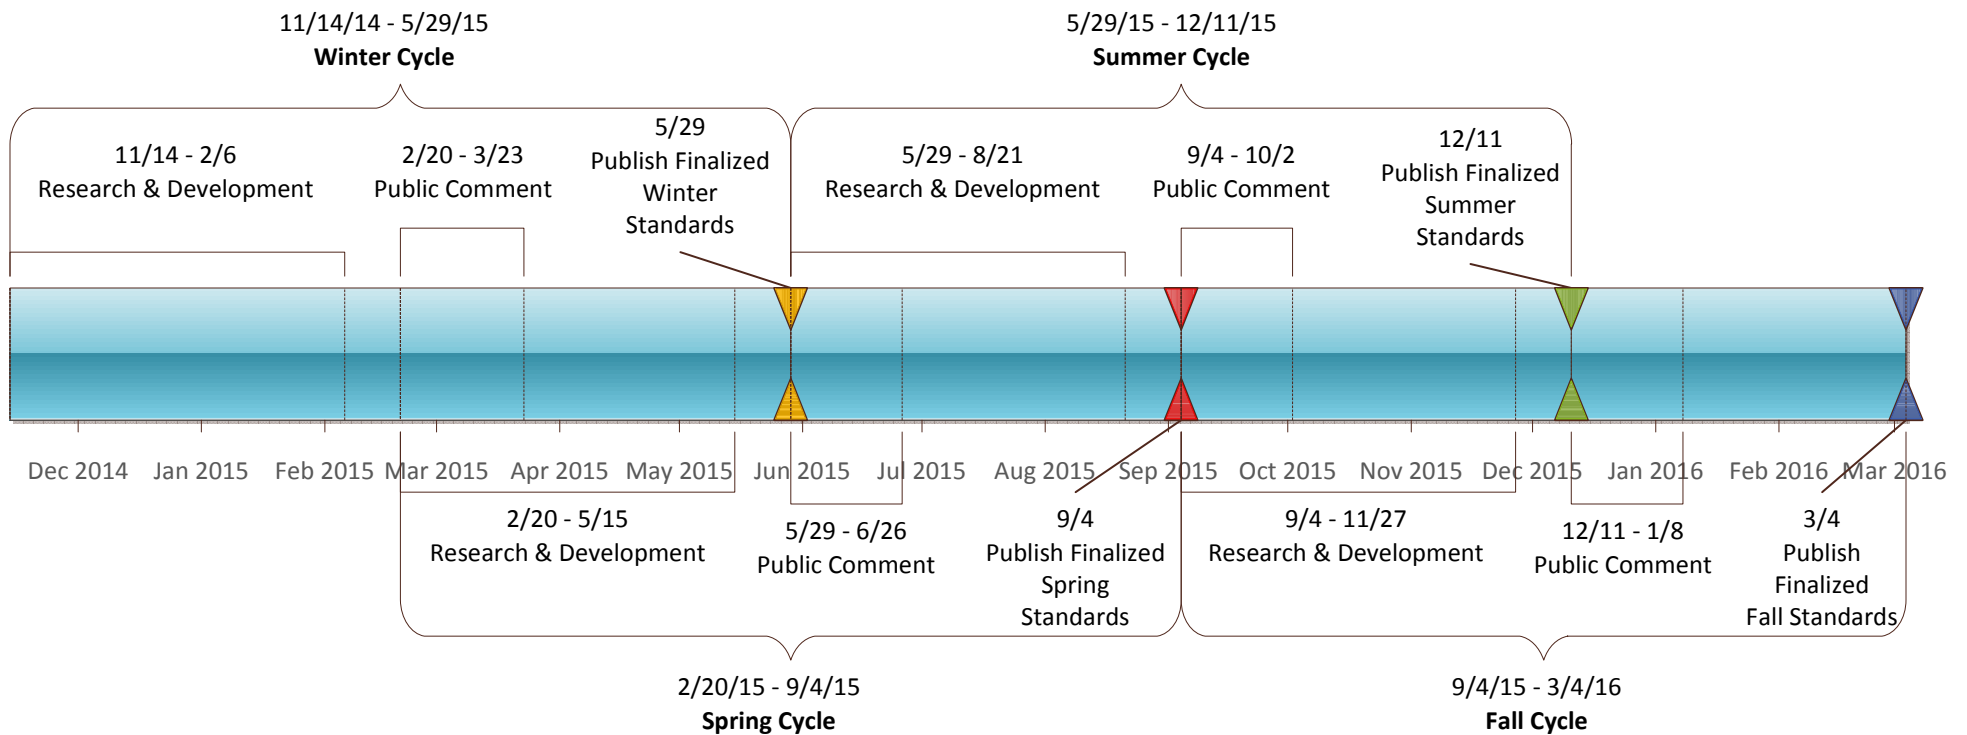 11/14/14 - 5/29/15
Winter Cycle
5/29/15 - 12/11/15
Summer Cycle
11/14 - 2/6
Research & Development
2/20 - 3/23
Public Comment
5/29
Publish Finalized
Winter
Standards
5/29 - 8/21
Research & Development
9/4 - 10/2
Public Comment
12/11
Publish Finalized
Summer
Standards
Dec 2014
Jan 2015
Feb 2015
Mar 2015
Apr 2015
May 2015
Jun 2015
Jul 2015
Aug 2015
Sep 2015
Oct 2015
Nov 2015
Dec 2015
Jan 2016
Feb 2016
Mar 2016
2/20 - 5/15
Research & Development
5/29 - 6/26
Public Comment
9/4
Publish Finalized
Spring
Standards
9/4 - 11/27
Research & Development
12/11 - 1/8
Public Comment
3/4
Publish
Finalized
Fall Standards
2/20/15 - 9/4/15
Spring Cycle
9/4/15 - 3/4/16
Fall Cycle